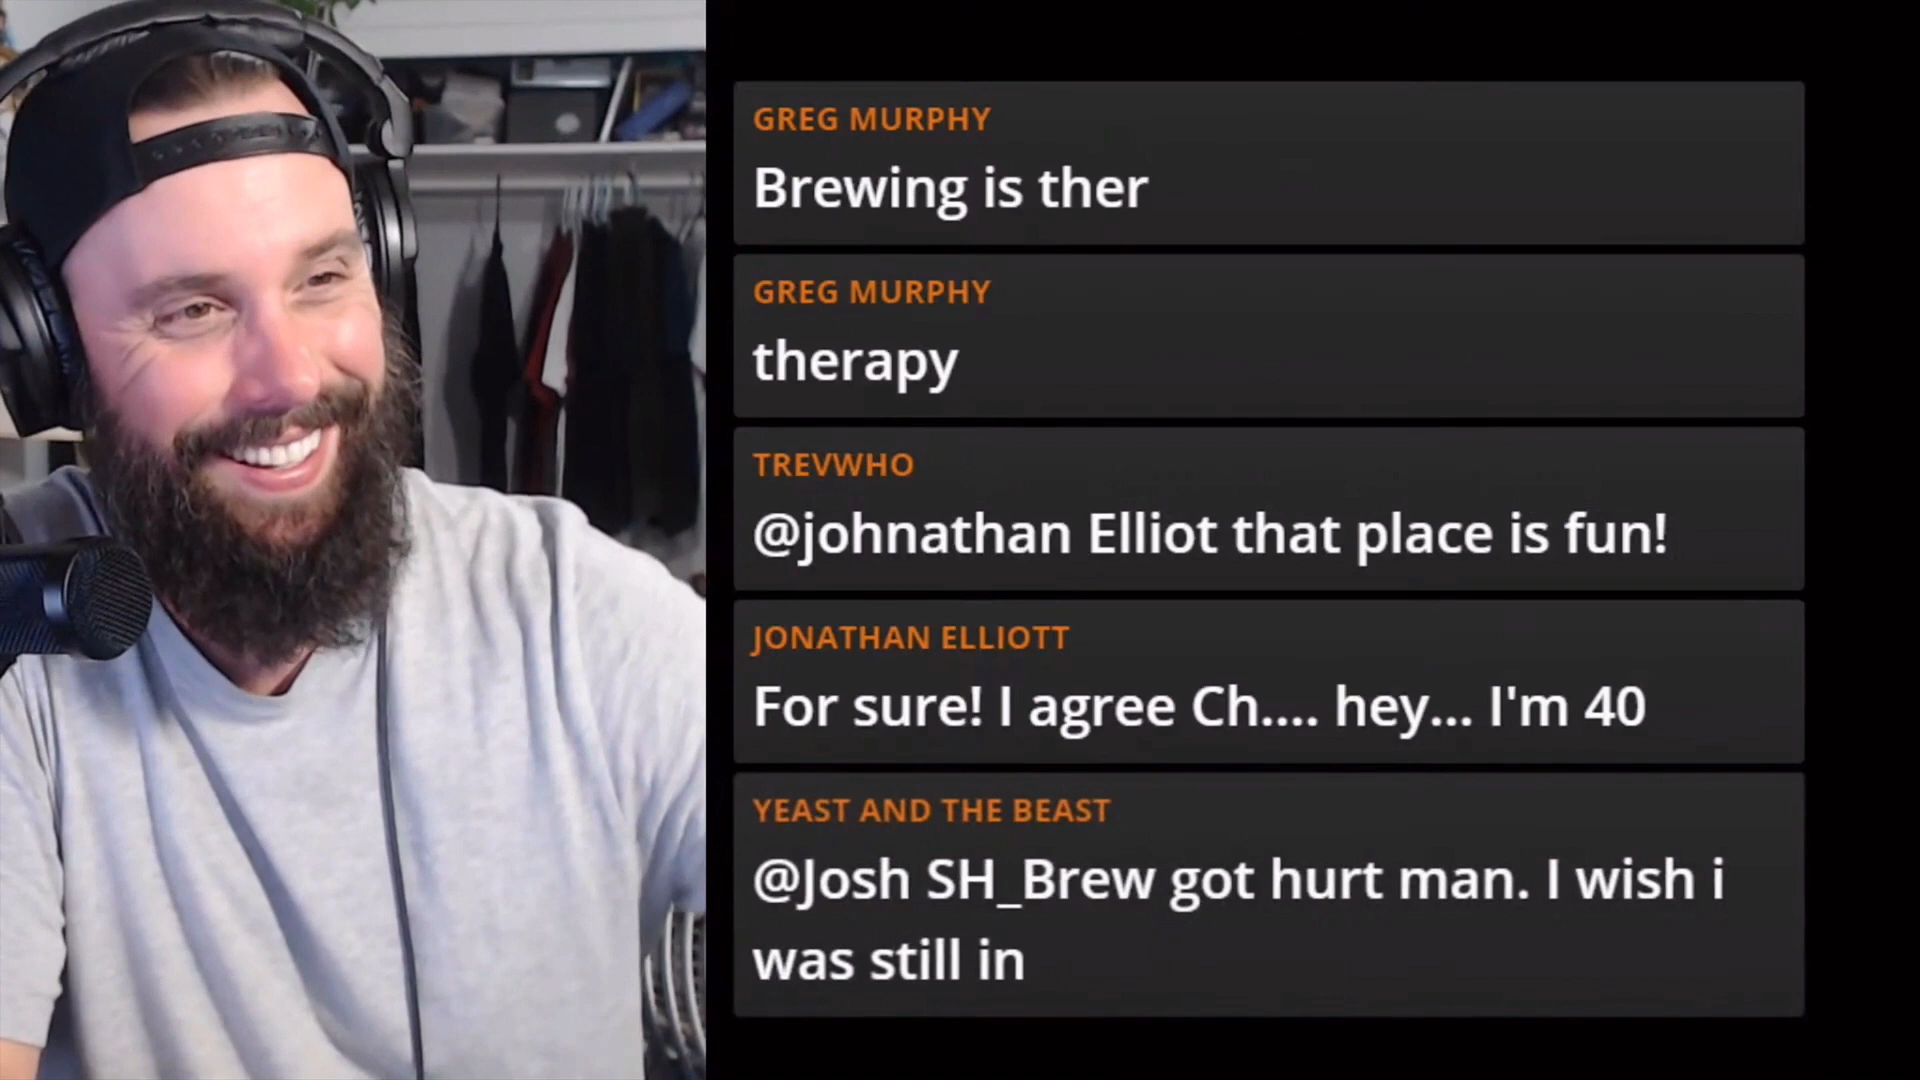 GREG MURPHY
Brewing is ther
GREG MURPHY
therapy
TREVWHO
@johnathan Elliot that place is fun!
JONATHAN ELLIOTT
For sure! I agree Ch.... hey... I'm 40
YEAST AND THE BEAST
@Josh SH_Brew got hurt man. I wish i
was still in